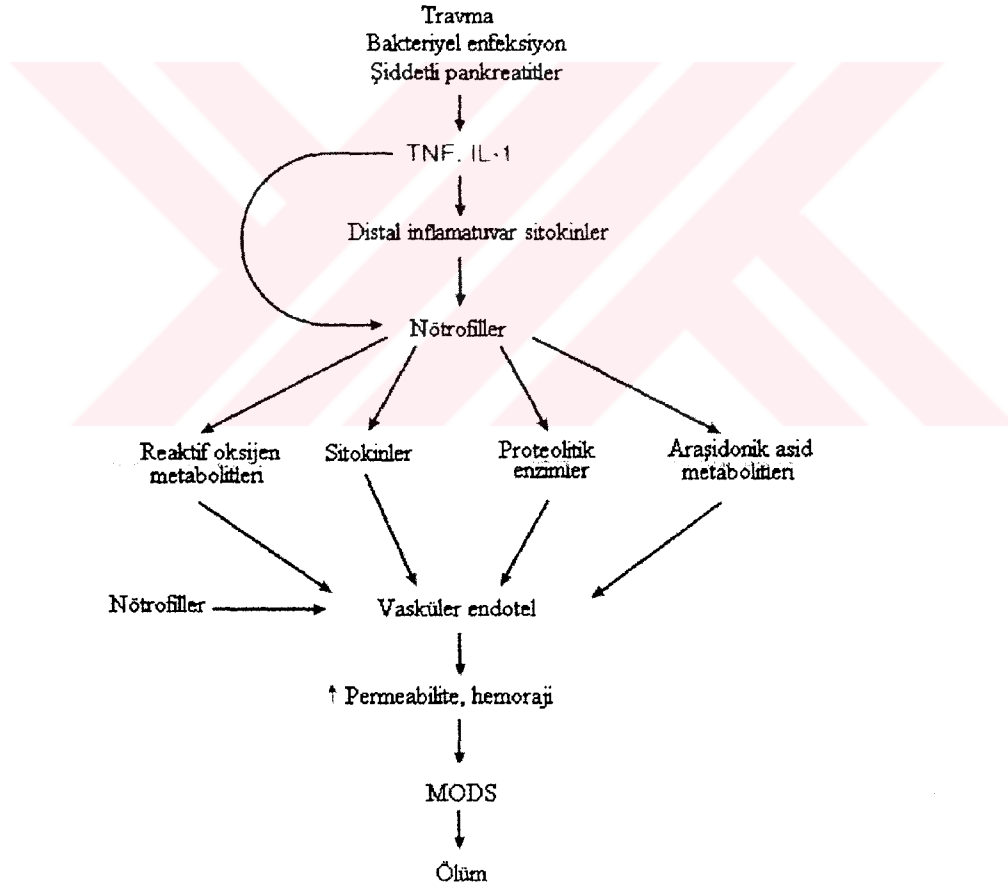 Travma
Bakteriyel enfeksiyon
Şiddetli pankreatitler
TNF, IL-1
Distal inflamatuvar sitokinler
Nötrofiller
Reaktif oksijen
metabolitleri
Sitokinler
Proteolitik
enzimler
Araşidonik asid
metabolitleri
Nötrofiller
Vasküler endotel
↑ Permeabilite, hemoraji
MODS
Ölüm